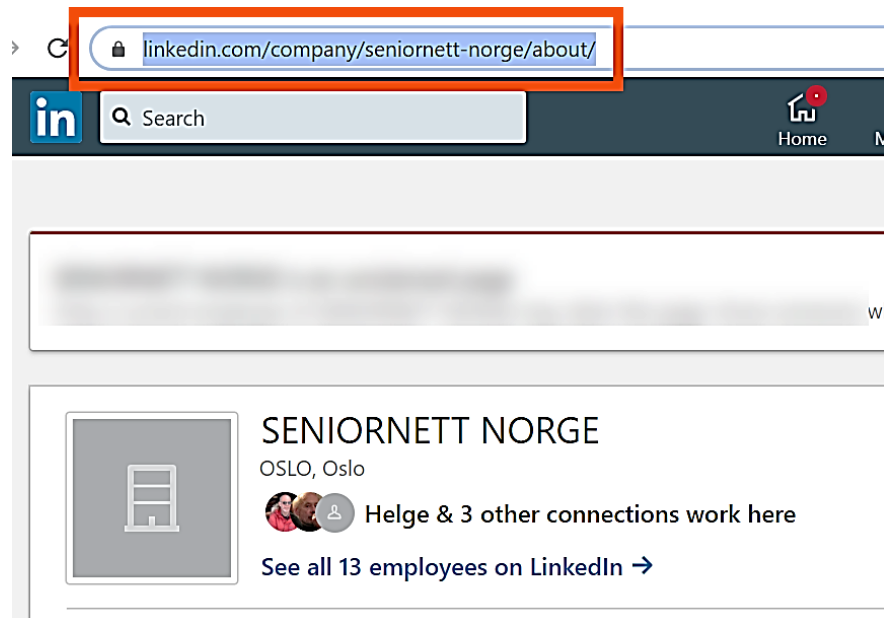 linkedin.com/company/seniornett-norge/about/
in
Search
Home
M
w
SENIORNETT NORGE
OSLO, Oslo
Helge & 3 other connections work here
See all 13 employees on LinkedIn →